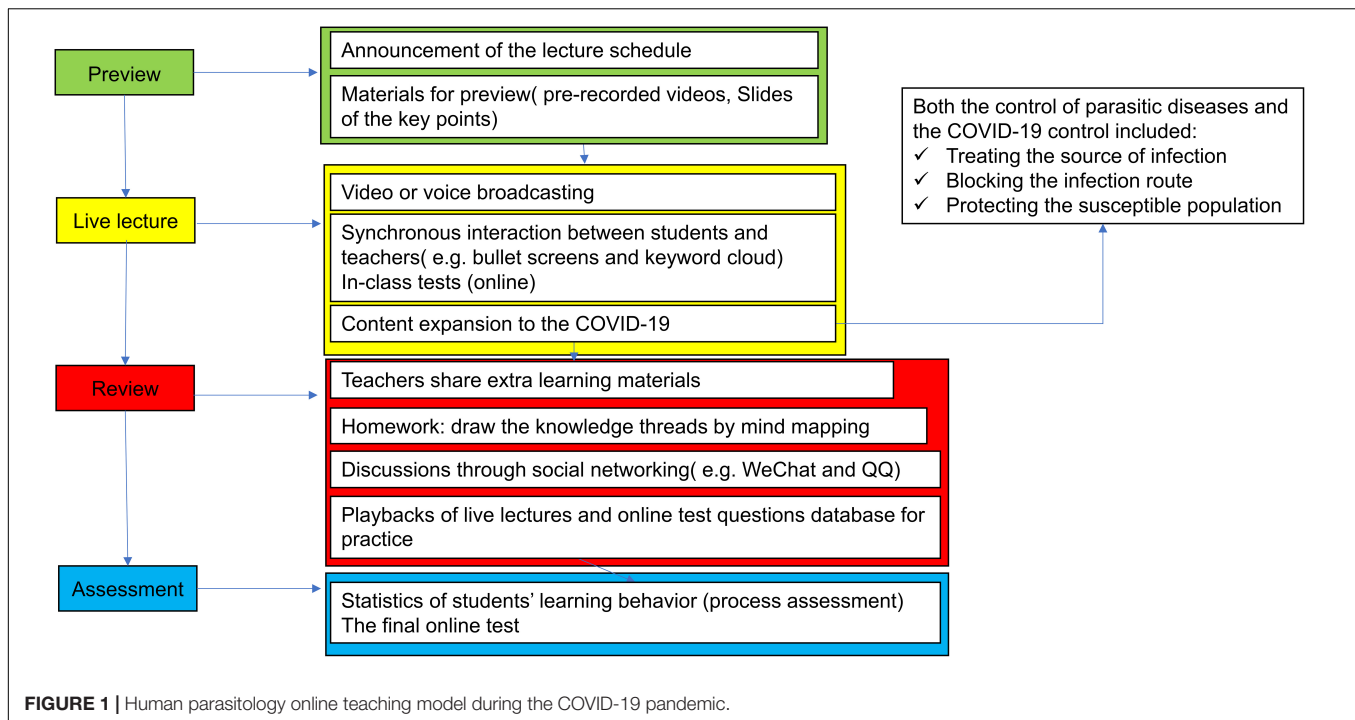 Preview
Announcement of the lecture schedule
Materials for preview( pre-recorded videos, Slides
of the key points)
Live lecture
Video or voice broadcasting
Synchronous interaction between students and
teachers( e.g. bullet screens and keyword cloud)
In-class tests (online)
Content expansion to the COVID-19
Both the control of parasitic diseases and
the COVID-19 control included:
✓ Treating the source of infection
✓ Blocking the infection route
✓ Protecting the susceptible population
Review
Teachers share extra learning materials
Homework: draw the knowledge threads by mind mapping
Discussions through social networking( e.g. WeChat and QQ)
Playbacks of live lectures and online test questions database for
practice
Assessment
Statistics of students’ learning behavior (process assessment)
The final online test
FIGURE 1 | Human parasitology online teaching model during the COVID-19 pandemic.